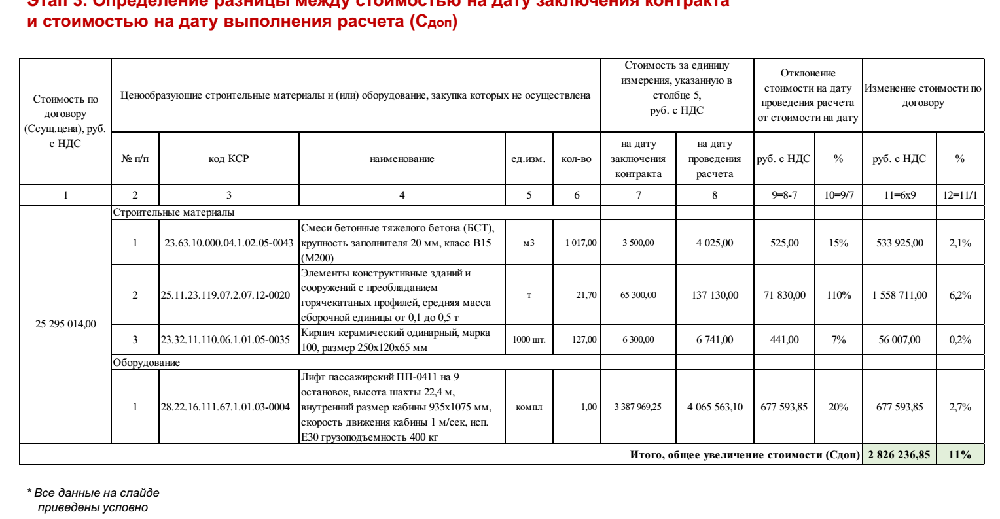 Этап 3. Определение разницы между стоимостью на дату заключения контракта
и стоимостью на дату выполнения расчета (Сдоп)
Стоимость по
договору
(Ссущ.цена), руб.
с НДС
Ценообразующие строительные материалы и (или) оборудование, закупка которых не осуществлена
Стоимость за единицу
измерения, указанную в
столбце 5,
руб. с НДС
Отклонение
стоимости на дату
проведения расчета
от стоимости на дату
Изменение стоимости по
договору
№ п/п
код КСР
наименование
ед.изм.
кол-во
на дату
заключения
контракта
на дату
проведения
расчета
руб. с НДС
%
руб. с НДС
%
1 2 3 4 5 6 7 8 9=8-7 10=9/7 11=6x9 12=11/1
25 295 014,00
Строительные материалы
1 23.63.10.000.04.1.02.05-0043
Смеси бетонные тяжелого бетона (БСТ),
крупность заполнителя 20 мм, класс В15
(М200)
м3 1 017,00 3 500,00 4 025,00 525,00 15% 533 925,00 2,1%
2 25.11.23.119.07.2.07.12-0020
Элементы конструктивные зданий и
сооружений с преобладанием
горячекатаных профилей, средняя масса
сборочной единицы от 0,1 до 0,5 т
т 21,70 65 300,00 137 130,00 71 830,00 110% 1 558 711,00 6,2%
3 23.32.11.110.06.1.01.05-0035
Кирпич керамический одинарный, марка
100, размер 250х120х65 мм
1000 шт. 127,00 6 300,00 6 741,00 441,00 7% 56 007,00 0,2%
Оборудование
1 28.22.16.111.67.1.01.03-0004
Лифт пассажирский ПП-0411 на 9
остановок, высота шахты 22,4 м,
внутренний размер кабины 935х1075 мм,
скорость движения кабины 1 м/сек, исп.
Е30 грузоподъемность 400 кг
компл 1,00 3 387 969,25 4 065 563,10 677 593,85 20% 677 593,85 2,7%
Итого, общее увеличение стоимости (Сдоп) 2 826 236,85 11%
* Все данные на слайде
приведены условно